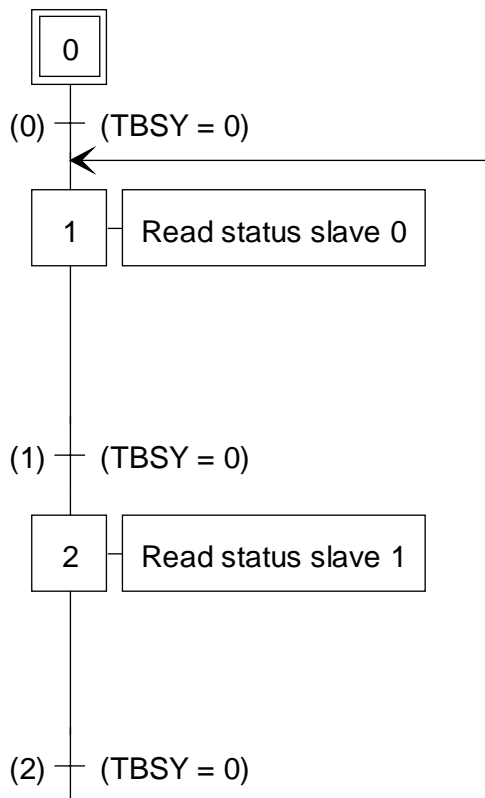 0
(0) (TBSY = 0)
1 Read status slave 0
(1) (TBSY = 0)
2 Read status slave 1
(2) (TBSY = 0)